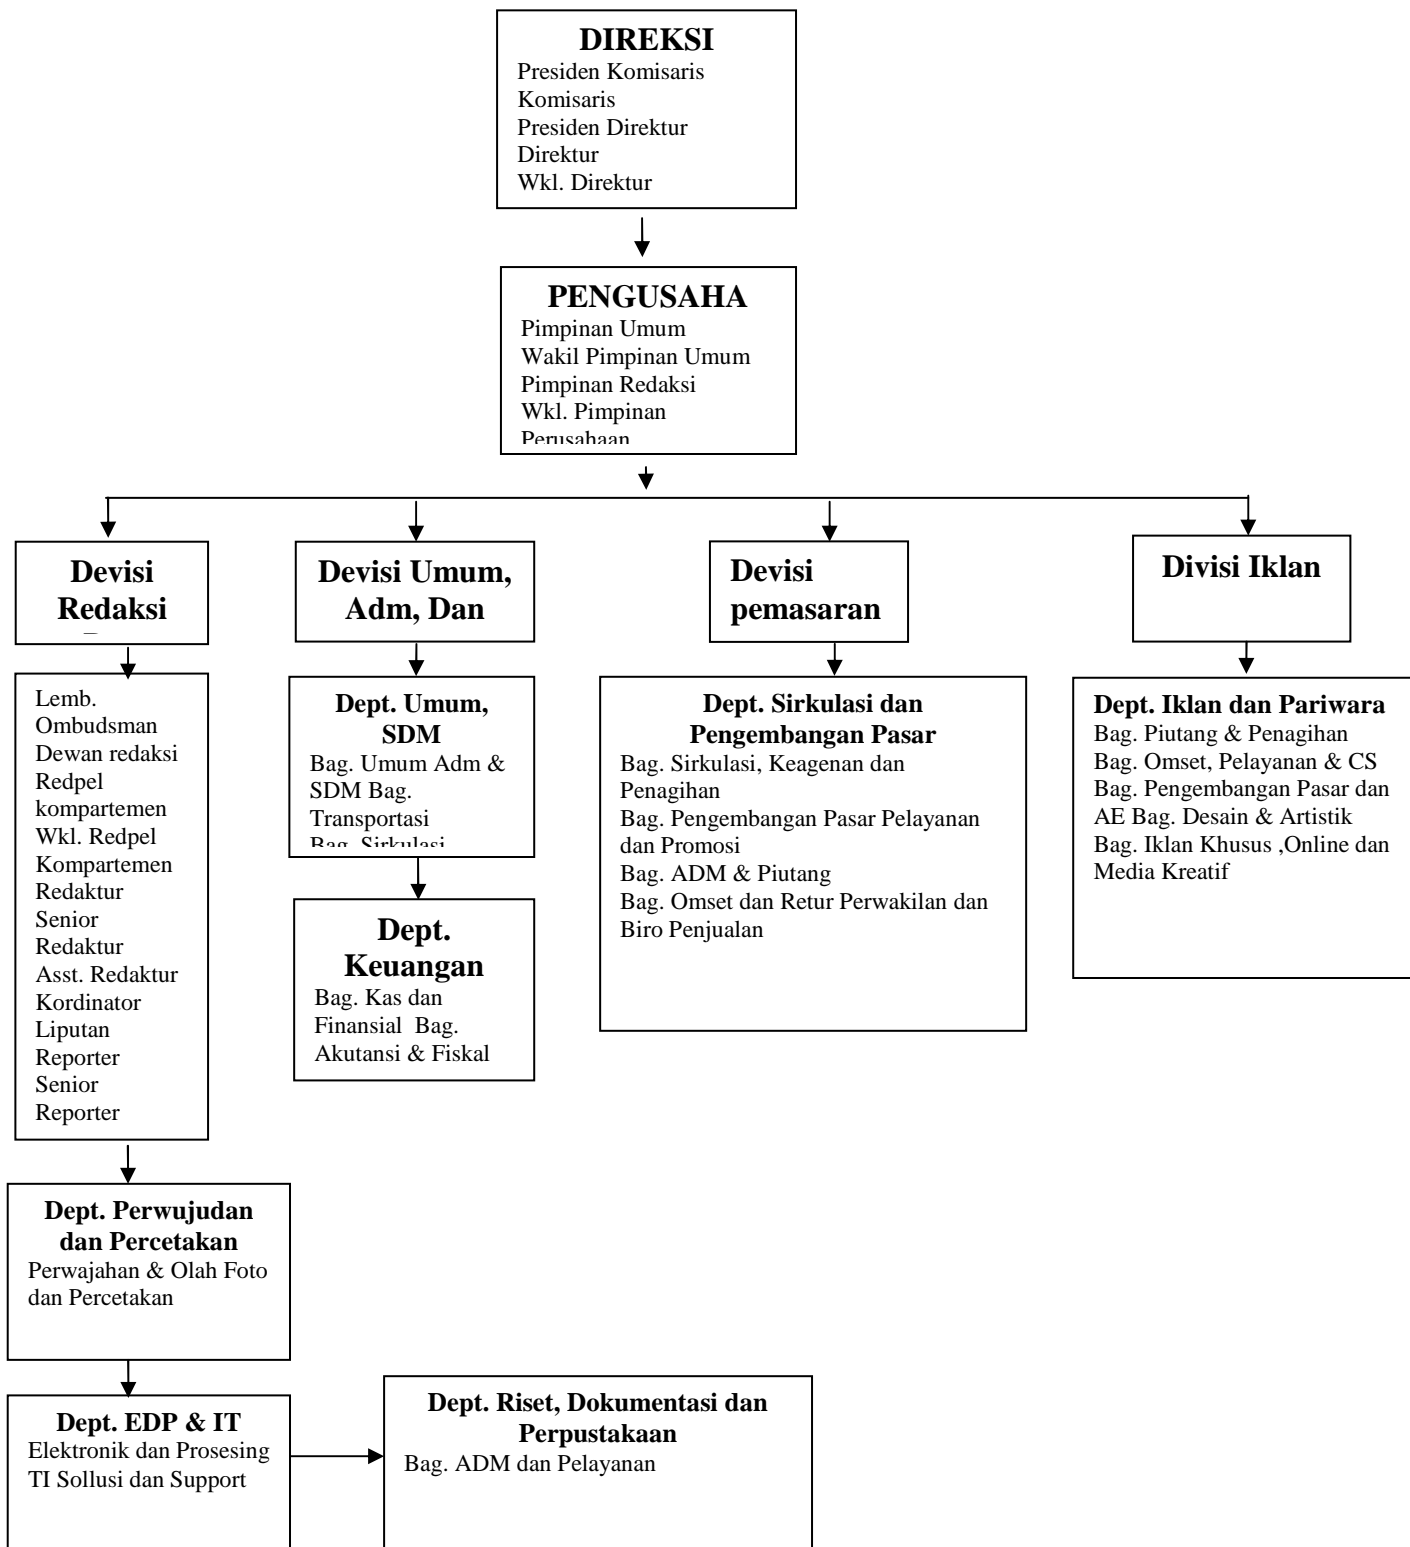 DIREKSI
Presiden Komisaris
Komisaris
Presiden Direktur
Direktur
Wkl. Direktur
PENGUSAHA
Pimpinan Umum
Wakil Pimpinan Umum
Pimpinan Redaksi
Wkl. Pimpinan
Perusahaan
Devisi
Redaksi
Devisi Umum,
Adm, Dan
Devisi
pemasaran
Divisi Iklan
Lemb.
Ombudsman
Dewan redaksi
Redpel
kompartemen
Wkl. Redpel
Kompartemen
Redaktur
Senior
Redaktur
Asst. Redaktur
Kordinator
Liputan
Reporter
Senior
Reporter
Dept. Umum,
SDM
Bag. Umum Adm &
SDM Bag.
Transportasi
Bag. Sirkulasi
Dept.
Keuangan
Bag. Kas dan
Finansial Bag.
Akutansi & Fiskal
Dept. Sirkulasi dan
Pengembangan Pasar
Bag. Sirkulasi, Keagenan dan
Penagihan
Bag. Pengembangan Pasar Pelayanan
dan Promosi
Bag. ADM & Piutang
Bag. Omset dan Retur Perwakilan dan
Biro Penjualan
Dept. Iklan dan Pariwara
Bag. Piutang & Penagihan
Bag. Omset, Pelayanan & CS
Bag. Pengembangan Pasar dan
AE Bag. Desain & Artistik
Bag. Iklan Khusus ,Online dan
Media Kreatif
Dept. Perwujudan
dan Percetakan
Perwajahan & Olah Foto
dan Percetakan
Dept. EDP & IT
Elektronik dan Prosesing
TI Sollusi dan Support
Dept. Riset, Dokumentasi dan
Perpustakaan
Bag. ADM dan Pelayanan